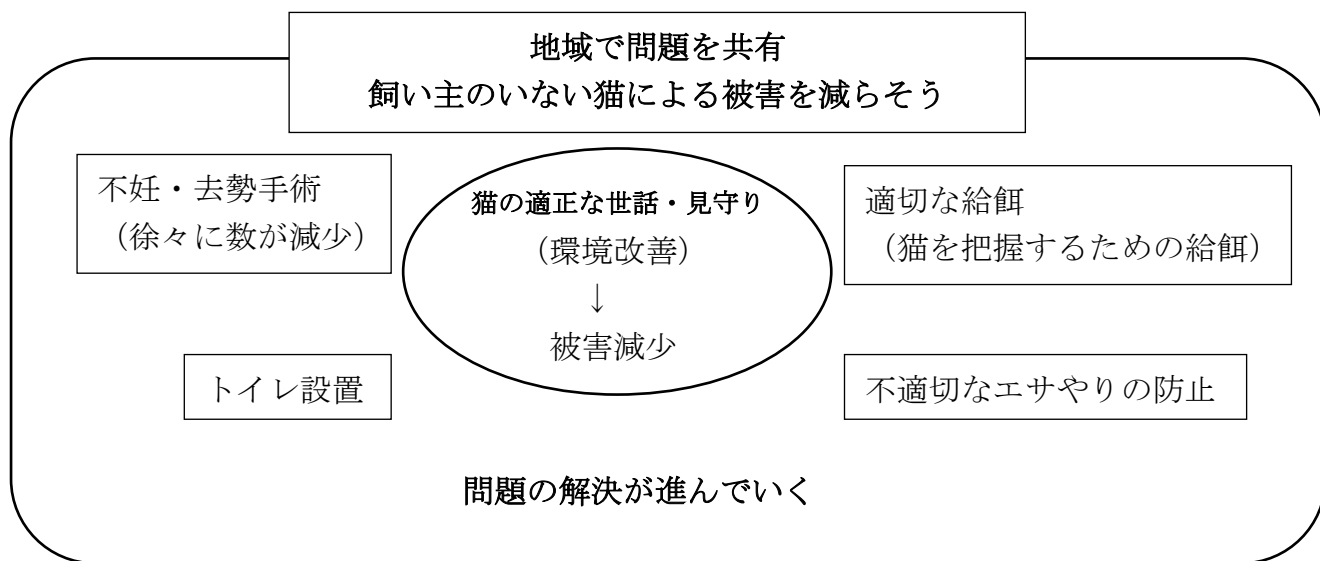 地域で問題を共有
飼い主のいない猫による被害を減らそう
不妊・去勢手術
（徐々に数が減少）
猫の適正な世話・見守り
（環境改善）
↓
被害減少
適切な給餌
（猫を把握するための給餌）
トイレ設置
不適切なエサやりの防止
問題の解決が進んでいく